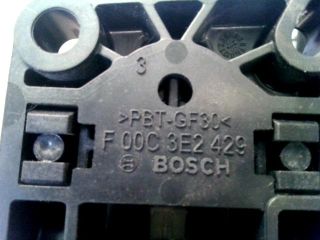 3
>PBT-GF30<
F 00C 3E2 429
BOSCH